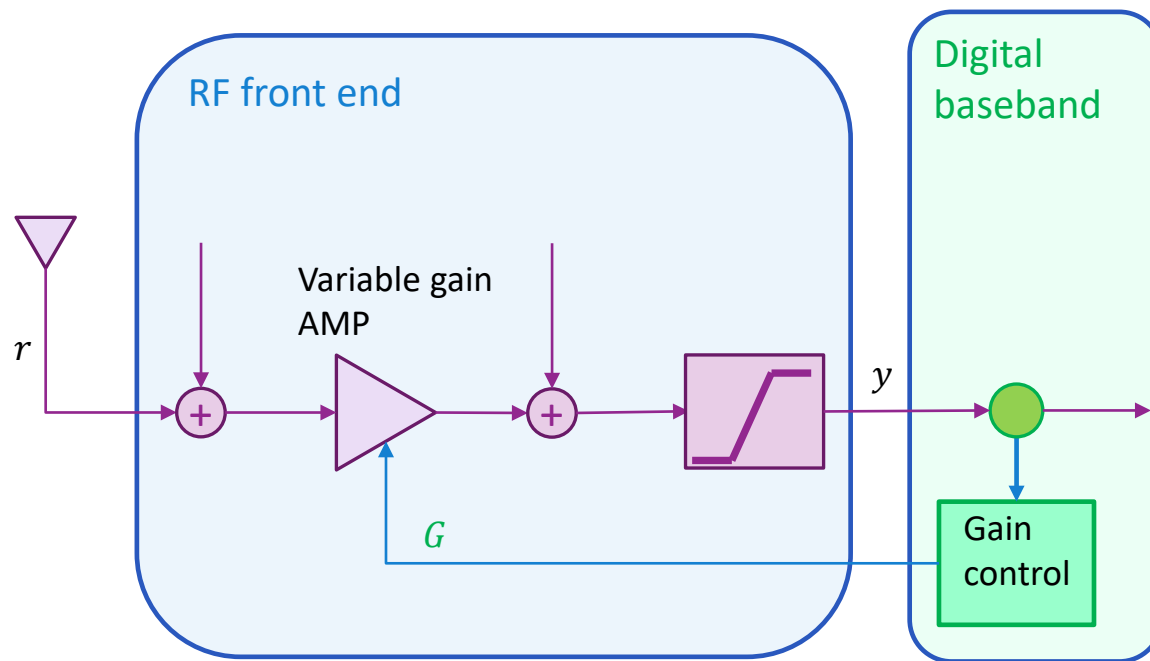 RF front end
Digital
baseband
Variable gain
AMP
r
+
+
y
G
Gain
control